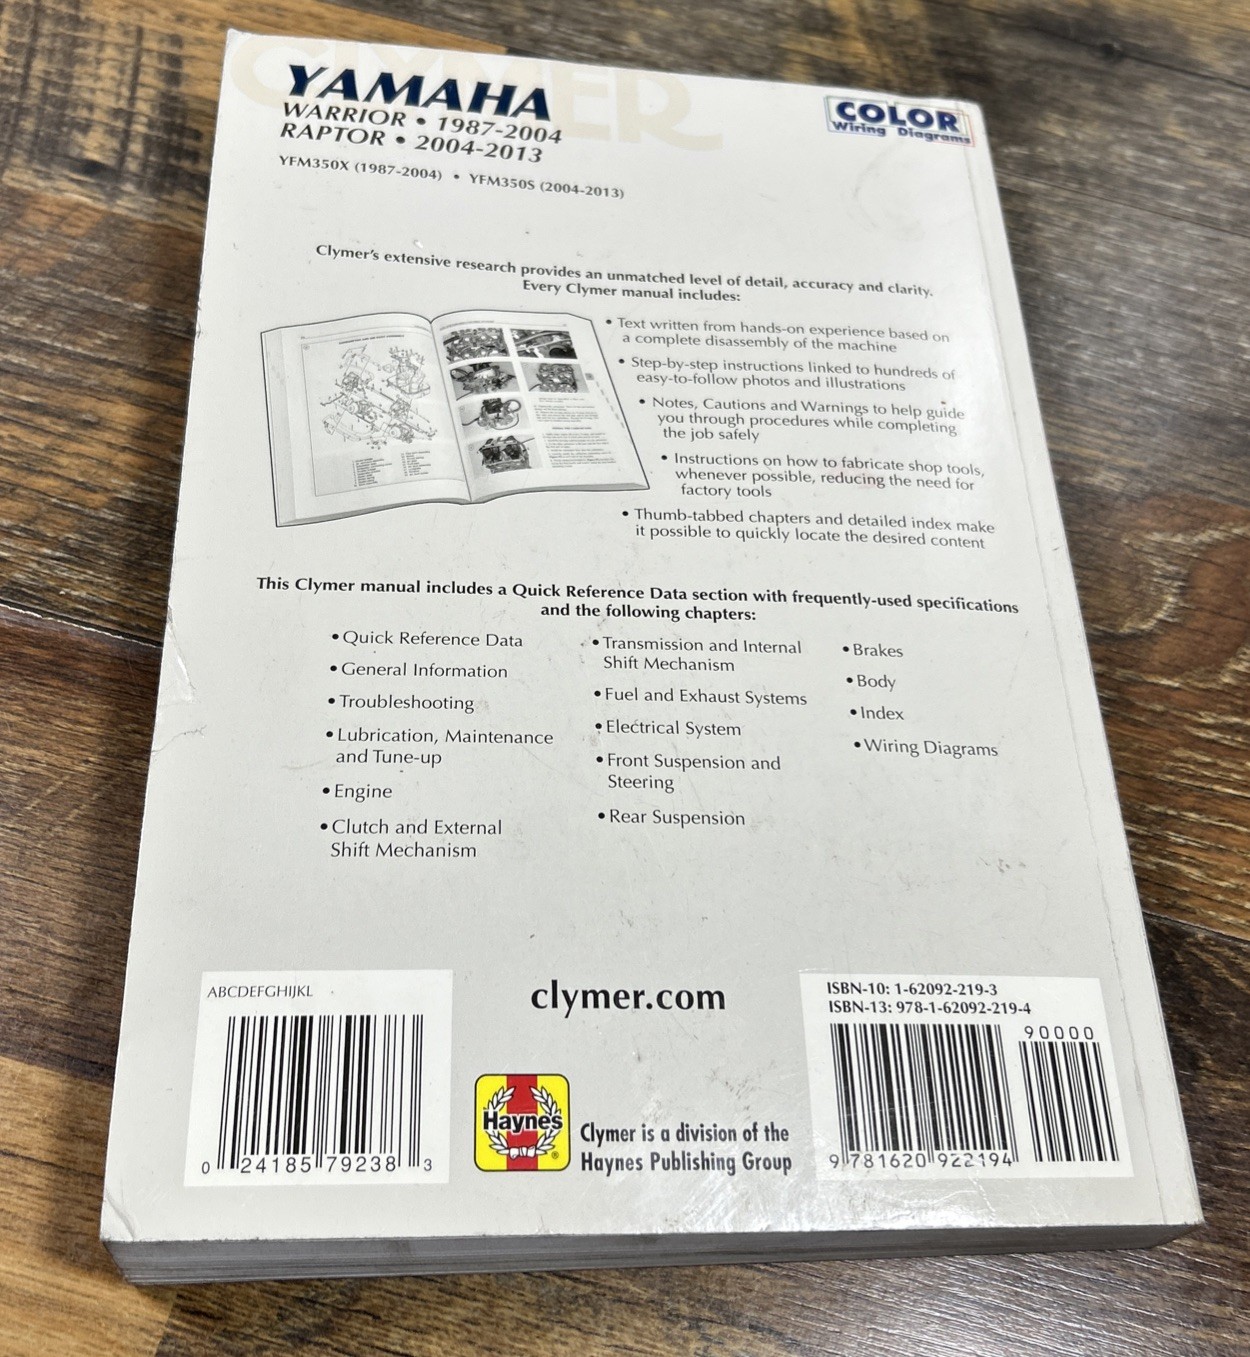 CLYMER
YAMAHA
WARRIOR • 1987-2004
RAPTOR • 2004-2013
YFM350X (1987-2004) • YFM350S (2004-2013)
COLOR
Wiring Diagrams
Clymer's extensive research provides an unmatched level of detail, accuracy and clarity.
Every Clymer manual includes:
• Text written from hands-on experience based on
a complete disassembly of the machine
• Step-by-step instructions linked to hundreds of
easy-to-follow photos and illustrations
• Notes, Cautions and Warnings to help guide
you through procedures while completing
the job safely
• Instructions on how to fabricate shop tools,
whenever possible, reducing the need for
factory tools
• Thumb-tabbed chapters and detailed index make
it possible to quickly locate the desired content
This Clymer manual includes a Quick Reference Data section with frequently-used specifications
and the following chapters:
• Quick Reference Data
• General Information
• Troubleshooting
• Lubrication, Maintenance
and Tune-up
• Engine
• Clutch and External
Shift Mechanism
• Transmission and Internal
Shift Mechanism
• Fuel and Exhaust Systems
• Electrical System
• Front Suspension and
Steering
• Rear Suspension
• Brakes
• Body
• Index
• Wiring Diagrams
ABCDEFGHIJKL
0 24185 79238 3
clymer.com
Haynes
®
Clymer is a division of the
Haynes Publishing Group
ISBN-10: 1-62092-219-3
ISBN-13: 978-1-62092-219-4
90000
9 781620 922194